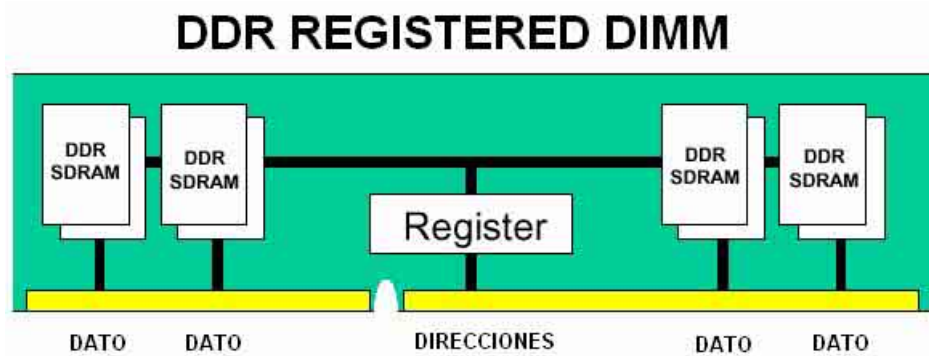 DDR REGISTERED DIMM
DDR
SDRAM
DDR
SDRAM
DDR
SDRAM
DDR
SDRAM
Register
DATO DATO DIRECCIONES DATO DATO